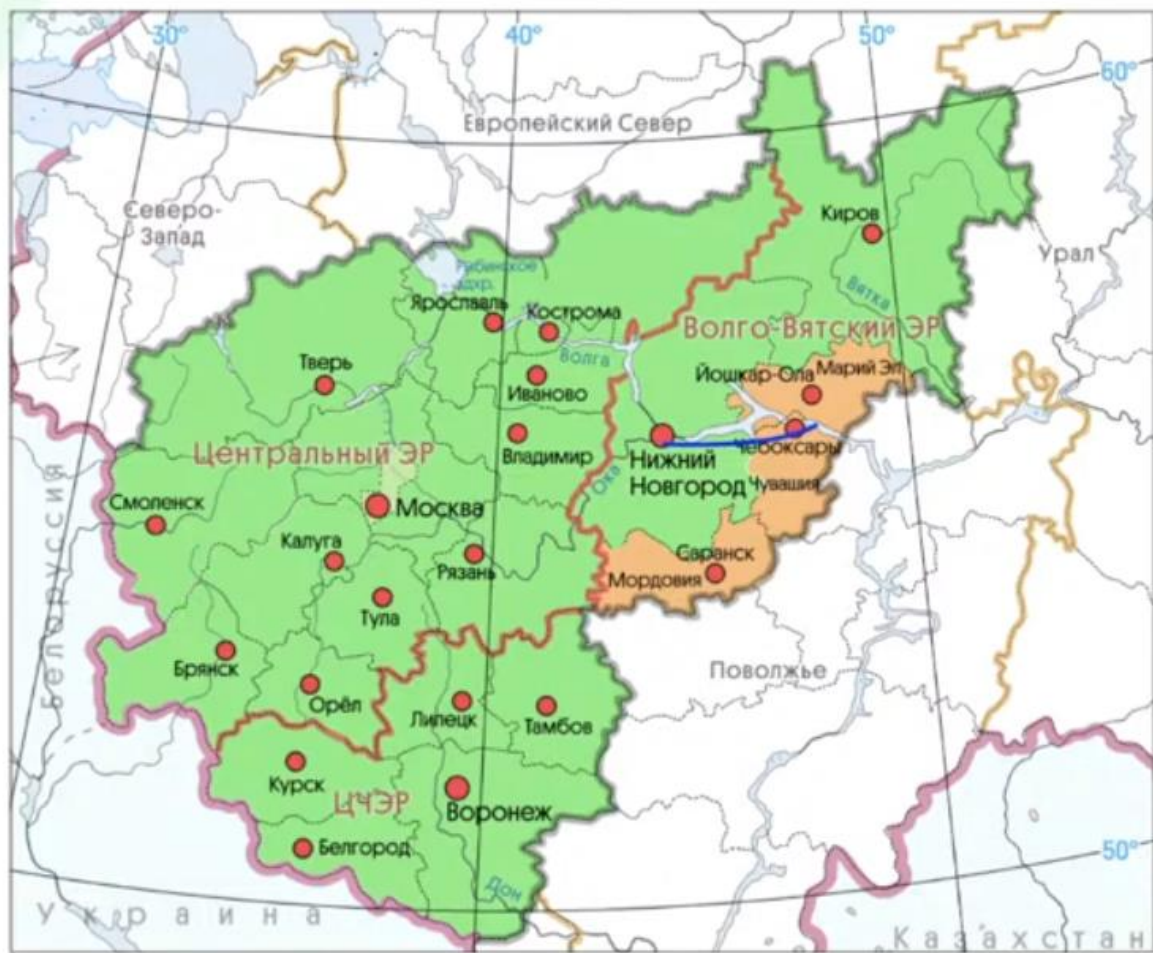 30°
40°
50°
60°
Европейский Север
Северо-
Запад
Киров
Урал
Рыбинское
вдхр.
Вятка
Ярославль
Кострома
Волго-Вятский ЭР
Волга
Тверь
Йошкар-Ола
Марий Эл
Иваново
Центральный ЭР
Владимир
Чебоксары
Нижний
Новгород
Ока
Чувашия
Смоленск
Москва
Калуга
Рязань
Саранск
Мордовия
Тула
Белоруссия
Брянск
Поволжье
Орёл
Липецк
Тамбов
Курск
ЦЧЭР
Воронеж
Белгород
50°
Дон
Украина
Казахстан